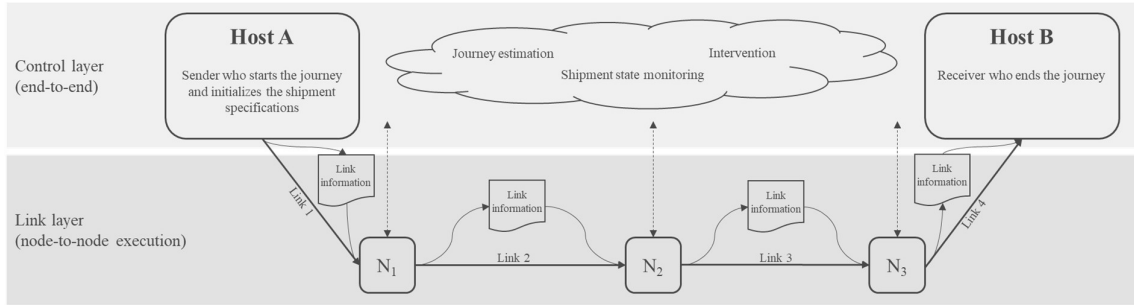 Control layer
(end-to-end)
Host A
Sender who starts the journey
and initializes the shipment
specifications
Journey estimation
Intervention
Shipment state monitoring
Host B
Receiver who ends the journey
Link layer
(node-to-node execution)
Link 1
Link
information
N₁
Link
information
Link 2
N₂
Link
information
Link 3
N₃
Link
information
Link 4